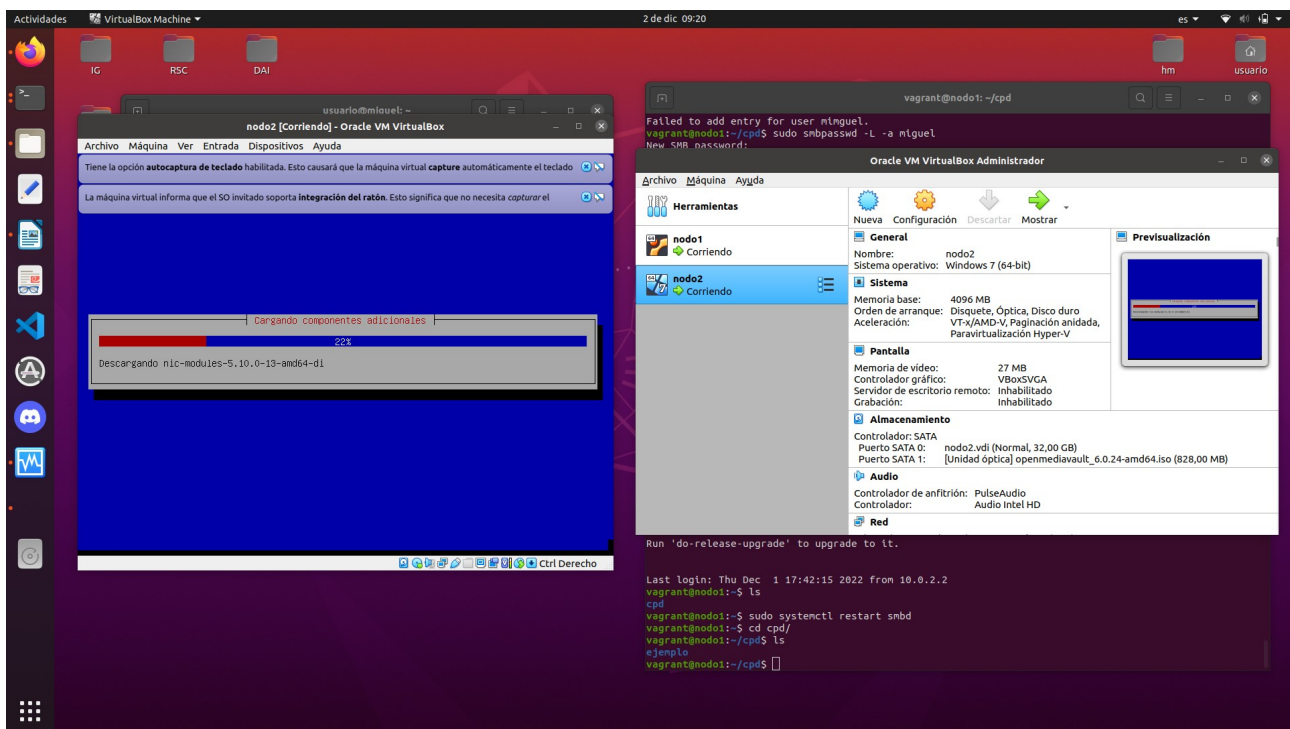 Actividades VirtualBox Machine 2 de dic 09:20 es
IG RSC DAI hm usuario
usuario@miguel: ~
nodo2 [Corriendo] - Oracle VM VirtualBox
Archivo Máquina Ver Entrada Dispositivos Ayuda
Tiene la opción autocaptura de teclado habilitada. Esto causará que la máquina virtual capture automáticamente el teclado
La máquina virtual informa que el SO invitado soporta integración del ratón. Esto significa que no necesita capturar el
Cargando componentes adicionales
22%
Descargando nic-modules-5.10.0-13-amd64-di
Ctrl Derecho
vagrant@nodo1: ~/cpd
Failed to add entry for user mimguel.
vagrant@nodo1:~/cpd$ sudo smbpasswd -L -a miguel
New SMB password:
Oracle VM VirtualBox Administrador
Archivo Máquina Ayuda
Herramientas
nodo1
Corriendo
nodo2
Corriendo
Nueva Configuración Descartar Mostrar
General
Nombre: nodo2
Sistema operativo: Windows 7 (64-bit)
Sistema
Memoria base: 4096 MB
Orden de arranque: Disquete, Óptica, Disco duro
Aceleración: VT-x/AMD-V, Paginación anidada,
Paravirtualización Hyper-V
Pantalla
Memoria de vídeo: 27 MB
Controlador gráfico: VBoxSVGA
Servidor de escritorio remoto: Inhabilitado
Grabación: Inhabilitado
Almacenamiento
Controlador: SATA
Puerto SATA 0: nodo2.vdi (Normal, 32,00 GB)
Puerto SATA 1: [Unidad óptica] openmediavault_6.0.24-amd64.iso (828,00 MB)
Audio
Controlador de anfitrión: PulseAudio
Controlador: Audio Intel HD
Red
Previsualización
Run 'do-release-upgrade' to upgrade to it.
Last login: Thu Dec  1 17:42:15 2022 from 10.0.2.2
vagrant@nodo1:~$ ls
cpd
vagrant@nodo1:~$ sudo systemctl restart smbd
vagrant@nodo1:~$ cd cpd/
vagrant@nodo1:~/cpd$ ls
ejemplo
vagrant@nodo1:~/cpd$